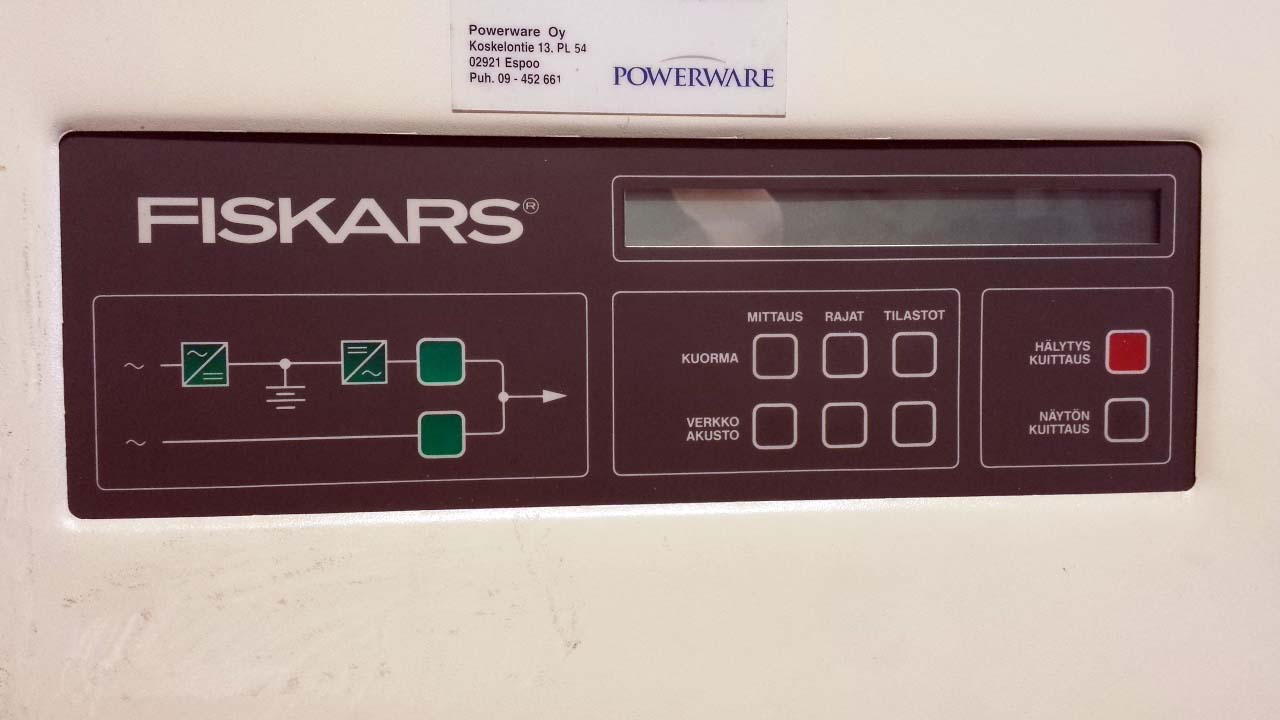 Powerware Oy
Koskelontie 13. PL 54
02921 Espoo
Puh. 09 - 452 661
POWERWARE
FISKARS®
MITTAUS RAJAT TILASTOT
KUORMA
VERKKO
AKUSTO
HÄLYTYS
KUITTAUS
NÄYTÖN
KUITTAUS